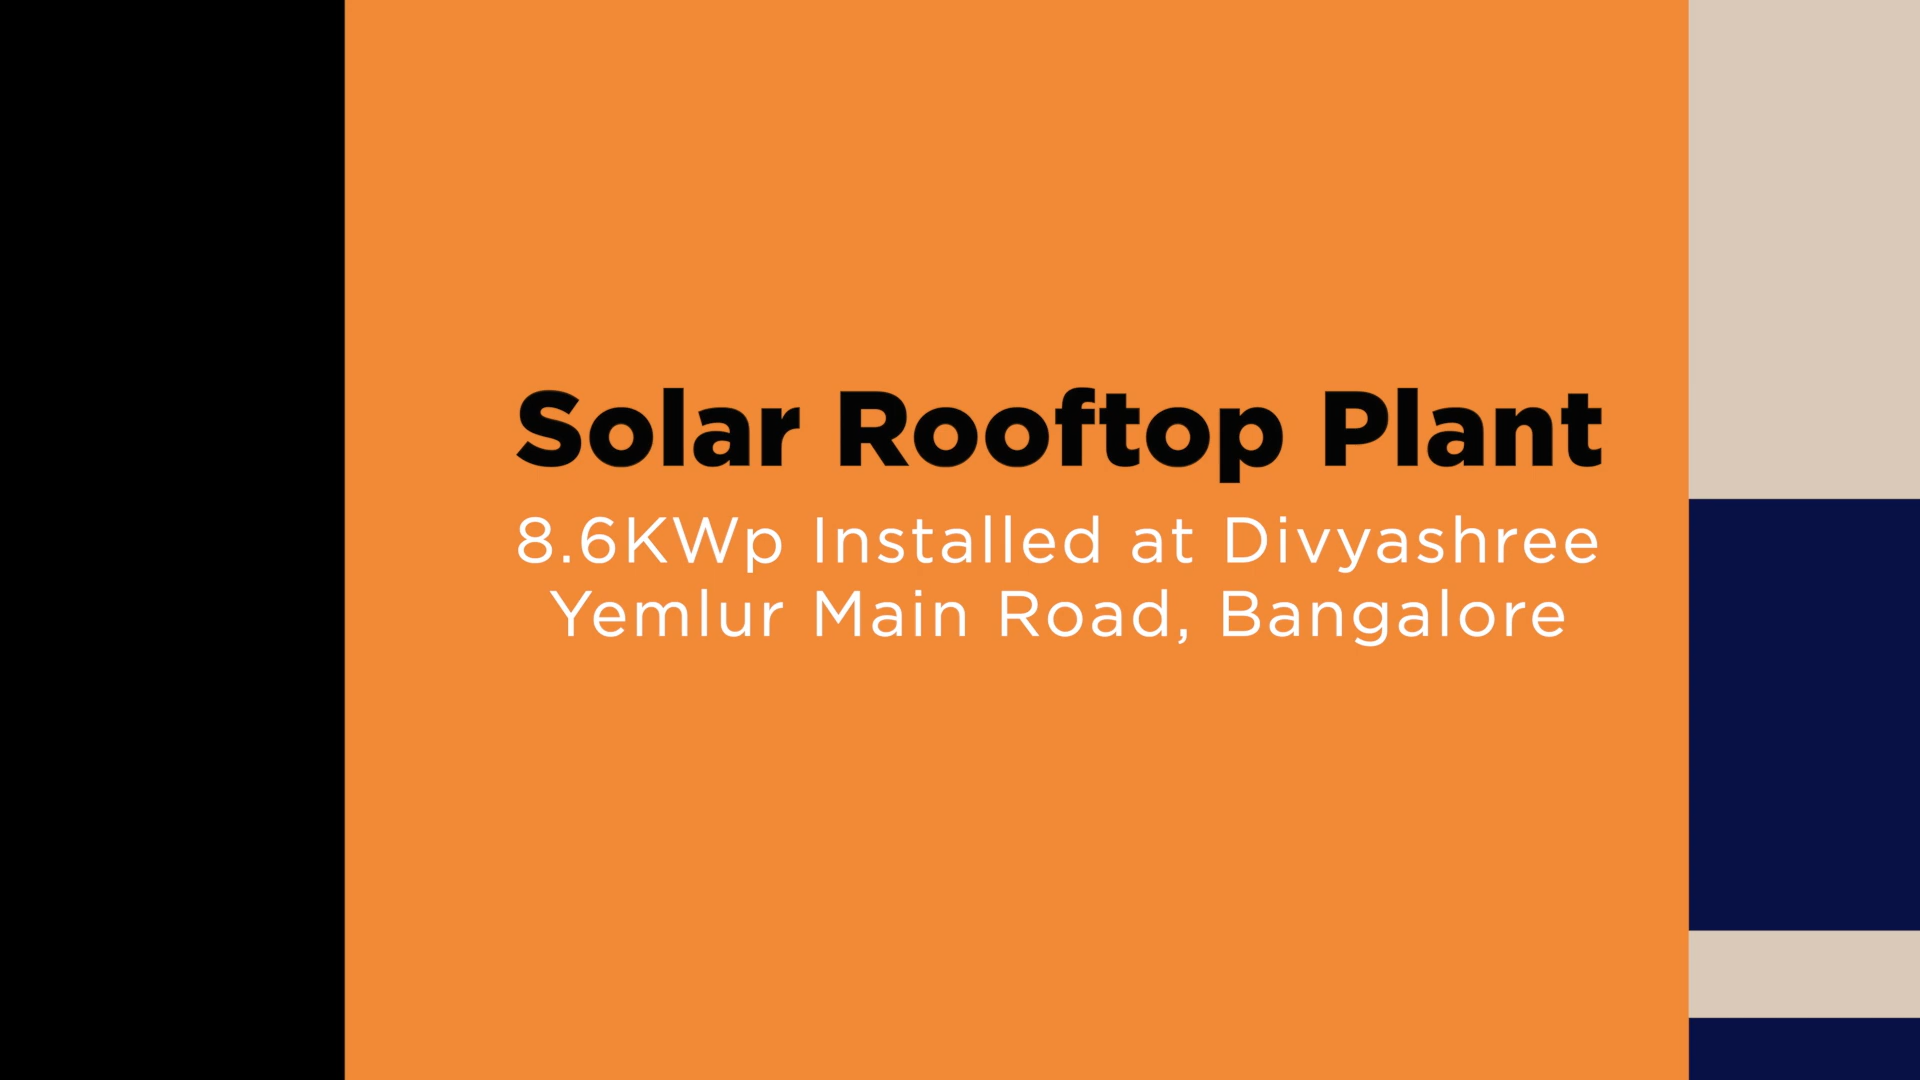 Solar Rooftop Plant
8.6KWp Installed at Divyashree
Yemlur Main Road, Bangalore